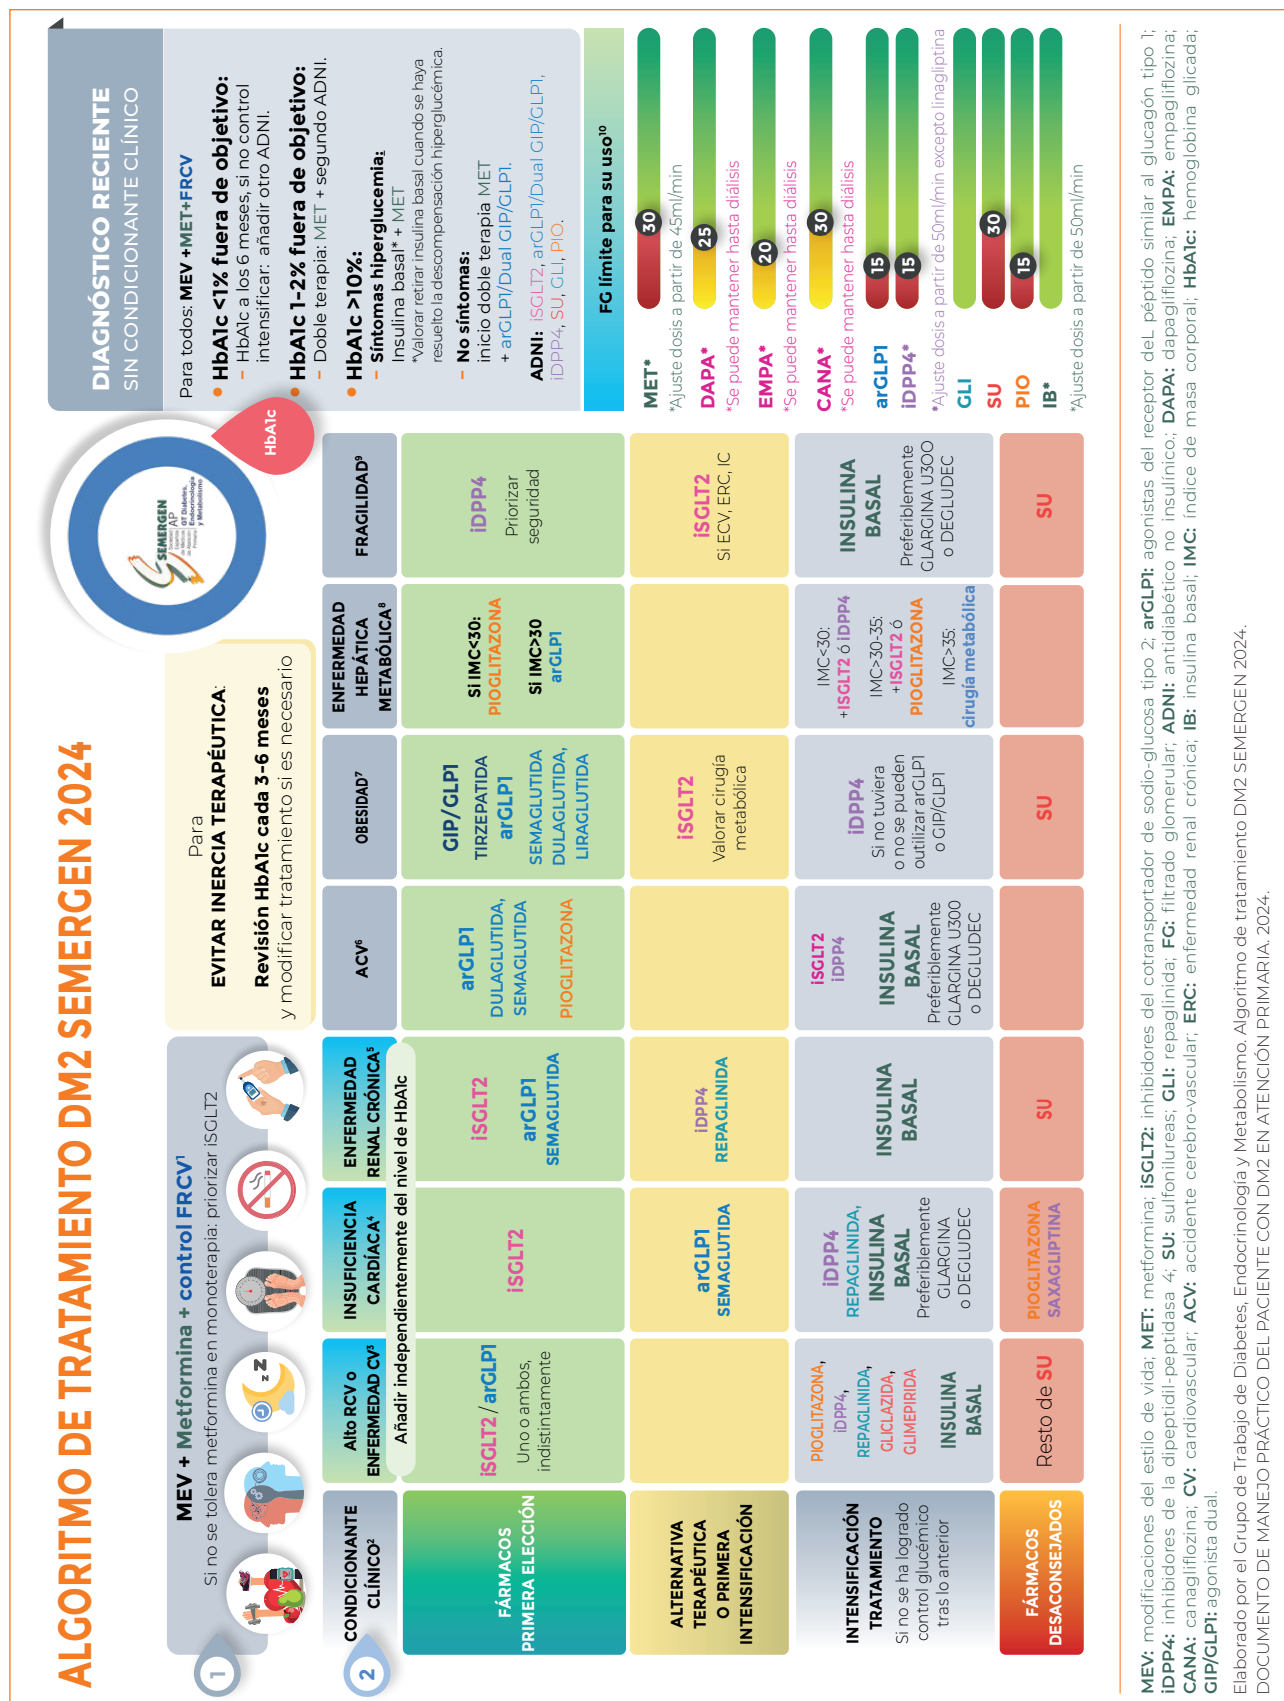 ALGORITMO DE TRATAMIENTO DM2 SEMERGEN 2024
1
MEV + Metformina + control FRCV¹
Si no se tolera metformina en monoterapia: priorizar iSGLT2
Para
EVITAR INERCIA TERAPÉUTICA:
Revisión HbA1c cada 3-6 meses
y modificar tratamiento si es necesario
SEMERGEN
AP
GT Diabetes,
Endocrinología
y Metabolismo
HbA1c
2
CONDICIONANTE
CLÍNICO²
Alto RCV o
ENFERMEDAD CV³
INSUFICIENCIA
CARDÍACA⁴
ENFERMEDAD
RENAL CRÓNICA⁵
ACV⁶
OBESIDAD⁷
ENFERMEDAD
HEPÁTICA
METABÓLICA⁸
FRAGILIDAD⁹
Añadir independientemente del nivel de HbA1c
FÁRMACOS
PRIMERA ELECCIÓN
iSGLT2 / arGLP1
Uno o ambos,
indistintamente
iSGLT2
iSGLT2
arGLP1
SEMAGLUTIDA
arGLP1
DULAGLUTIDA,
SEMAGLUTIDA
PIOGLITAZONA
GIP/GLP1
TIRZEPATIDA
arGLP1
SEMAGLUTIDA
DULAGLUTIDA,
LIRAGLUTIDA
Si IMC<30:
PIOGLITAZONA
Si IMC>30
arGLP1
iDPP4
Priorizar
seguridad
ALTERNATIVA
TERAPÉUTICA
O PRIMERA
INTENSIFICACIÓN
arGLP1
SEMAGLUTIDA
iDPP4
REPAGLINIDA
iSGLT2
Valorar cirugía
metabólica
iSGLT2
Si ECV, ERC, IC
INTENSIFICACIÓN
TRATAMIENTO
Si no se ha logrado
control glucémico
tras lo anterior
PIOGLITAZONA,
iDPP4,
REPAGLINIDA,
GLICLAZIDA,
GLIMEPIRIDA
INSULINA
BASAL
iDPP4
REPAGLINIDA,
INSULINA
BASAL
Preferiblemente
GLARGINA
o DEGLUDEC
INSULINA
BASAL
iSGLT2
iDPP4
INSULINA
BASAL
Preferiblemente
GLARGINA U300
o DEGLUDEC
iDPP4
Si no tuviera
o no se pueden
outilizar arGLP1
o GIP/GLP1
IMC<30:
+iSGLT2 ó iDPP4
IMC>30-35:
+iSGLT2 ó
PIOGLITAZONA
IMC>35:
cirugía metabólica
INSULINA
BASAL
Preferiblemente
GLARGINA U300
o DEGLUDEC
FÁRMACOS
DESACONSEJADOS
Resto de SU
PIOGLITAZONA
SAXAGLIPTINA
SU
SU
SU
DIAGNÓSTICO RECIENTE
SIN CONDICIONANTE CLÍNICO
Para todos: MEV +MET+FRCV
• HbA1c <1% fuera de objetivo:
– HbA1c a los 6 meses, si no control
intensificar: añadir otro ADNI.
• HbA1c 1-2% fuera de objetivo:
– Doble terapia: MET + segundo ADNI.
• HbA1c >10%:
– Síntomas hiperglucemia:
Insulina basal* + MET
*Valorar retirar insulina basal cuando se haya
resuelto la descompensación hiperglucémica.
– No síntomas:
inicio doble terapia MET
+ arGLP1/Dual GIP/GLP1.
ADNI: iSGLT2, arGLP1/Dual GIP/GLP1,
iDPP4, SU, GLI, PIO.
FG límite para su uso¹⁰
MET* 30
*Ajuste dosis a partir de 45ml/min
DAPA* 25
*Se puede mantener hasta diálisis
EMPA* 20
*Se puede mantener hasta diálisis
CANA* 30
*Se puede mantener hasta diálisis
arGLP1 15
iDPP4* 15
*Ajuste dosis a partir de 50ml/min excepto linagliptina
GLI
SU 30
PIO 15
IB*
*Ajuste dosis a partir de 50ml/min
MEV: modificaciones del estilo de vida; MET: metformina; iSGLT2: inhibidores del cotransportador de sodio-glucosa tipo 2; arGLP1: agonistas del receptor del péptido similar al glucagón tipo 1;
iDPP4: inhibidores de la dipeptidil-peptidasa 4; SU: sulfonilureas; GLI: repaglinida; FG: filtrado glomerular; ADNI: antidiabético no insulínico; DAPA: dapagliflozina; EMPA: empagliflozina;
CANA: canagliflozina; CV: cardiovascular; ACV: accidente cerebro-vascular; ERC: enfermedad renal crónica; IB: insulina basal; IMC: indice de masa corporal; HbA1c: hemoglobina glicada;
GIP/GLP1: agonista dual.
Elaborado por el Grupo de Trabajo de Diabetes, Endocrinología y Metabolismo. Algoritmo de tratamiento DM2 SEMERGEN 2024.
DOCUMENTO DE MANEJO PRÁCTICO DEL PACIENTE CON DM2 EN ATENCIÓN PRIMARIA. 2024.